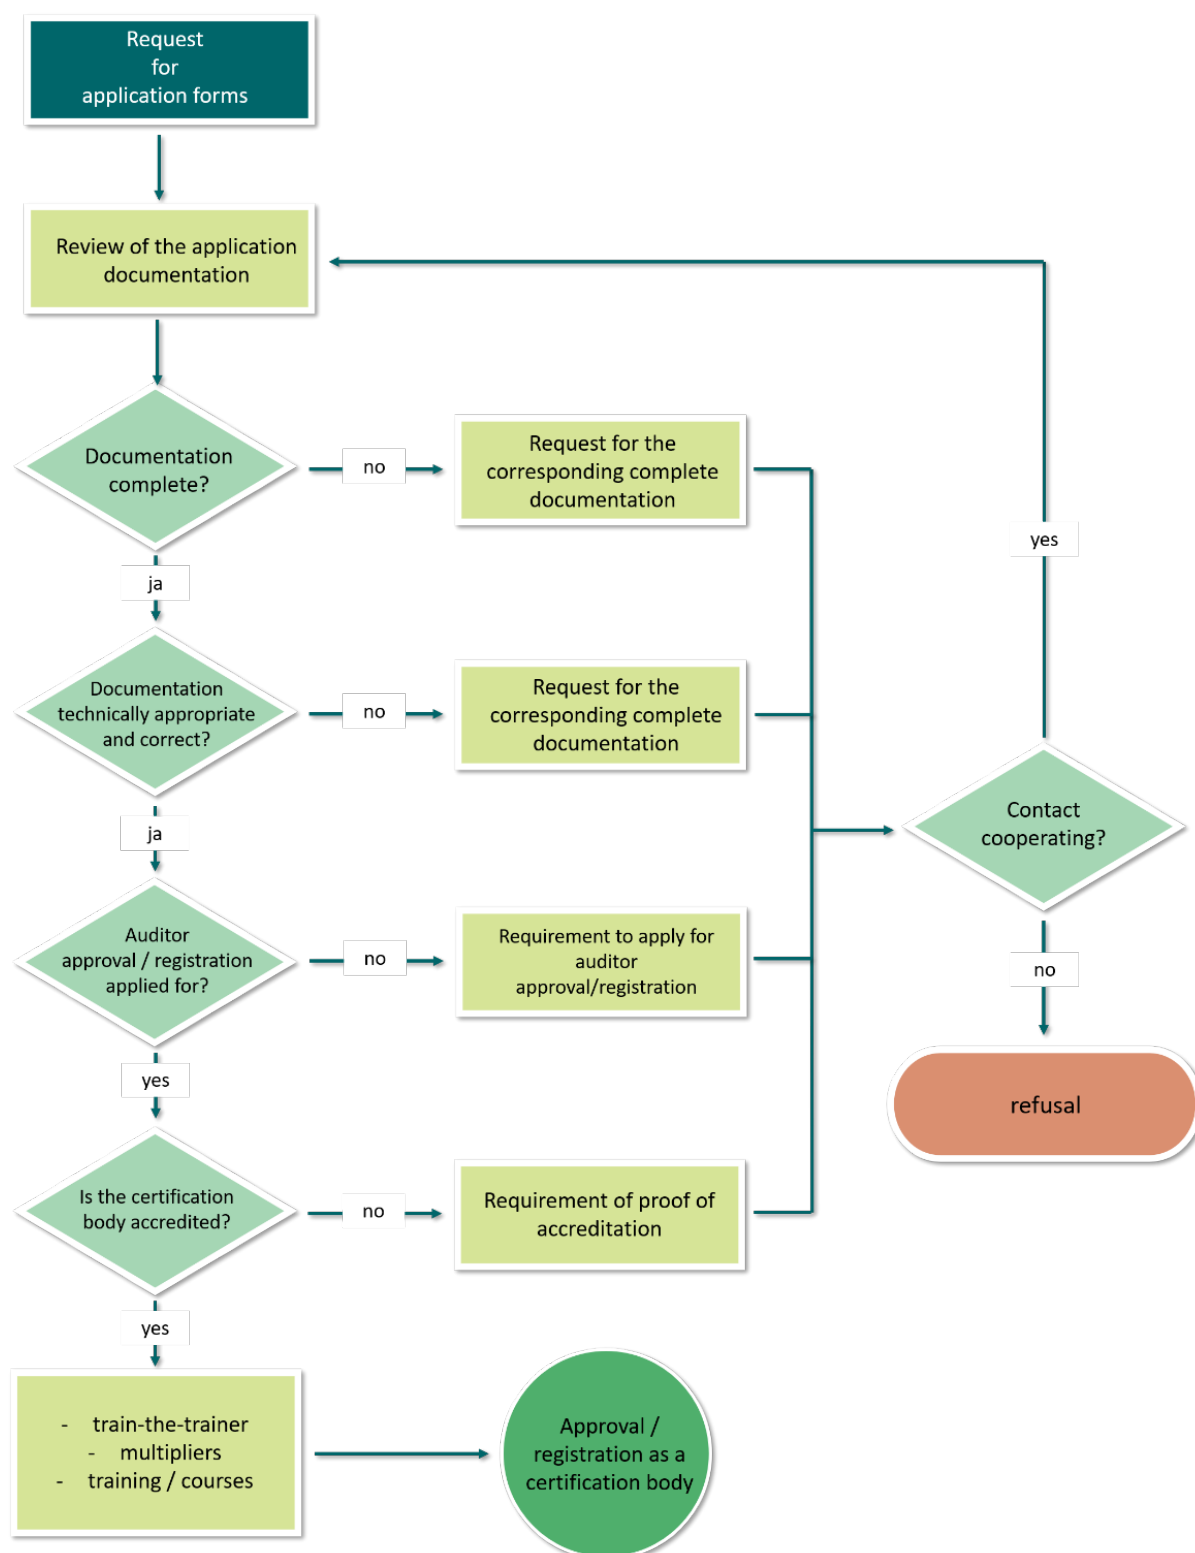 Request
for
application forms
Review of the application
documentation
Documentation
complete?
no
Request for the
corresponding complete
documentation
yes
ja
Documentation
technically appropriate
and correct?
no
Request for the
corresponding complete
documentation
Contact
cooperating?
ja
Auditor
approval / registration
applied for?
no
Requirement to apply for
auditor
approval/registration
no
yes
refusal
Is the certification
body accredited?
no
Requirement of proof of
accreditation
yes
- train-the-trainer
- multipliers
- training / courses
Approval /
registration as a
certification body